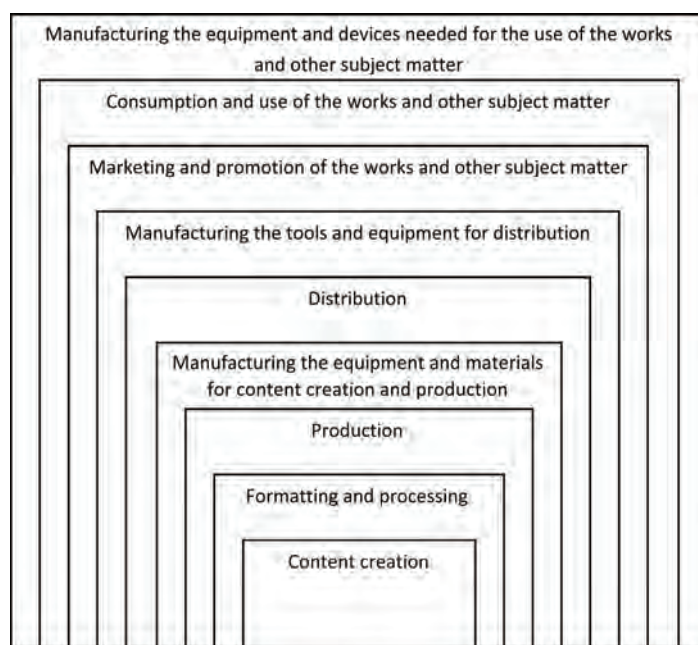 Manufacturing the equipment and devices needed for the use of the works
and other subject matter
Consumption and use of the works and other subject matter
Marketing and promotion of the works and other subject matter
Manufacturing the tools and equipment for distribution
Distribution
Manufacturing the equipment and materials
for content creation and production
Production
Formatting and processing
Content creation